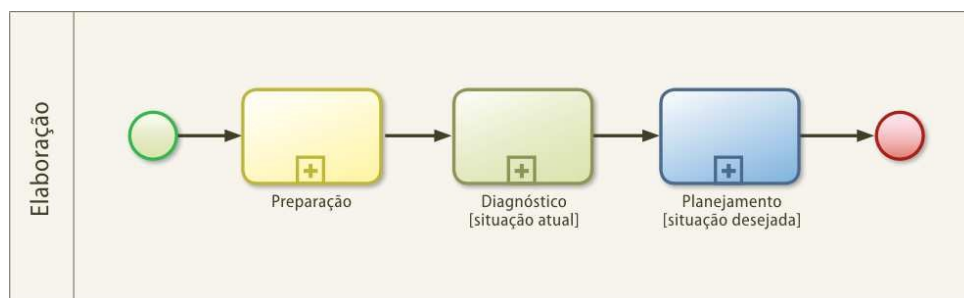 Elaboração
Preparação
Diagnóstico
[situação atual]
Planejamento
[situação desejada]